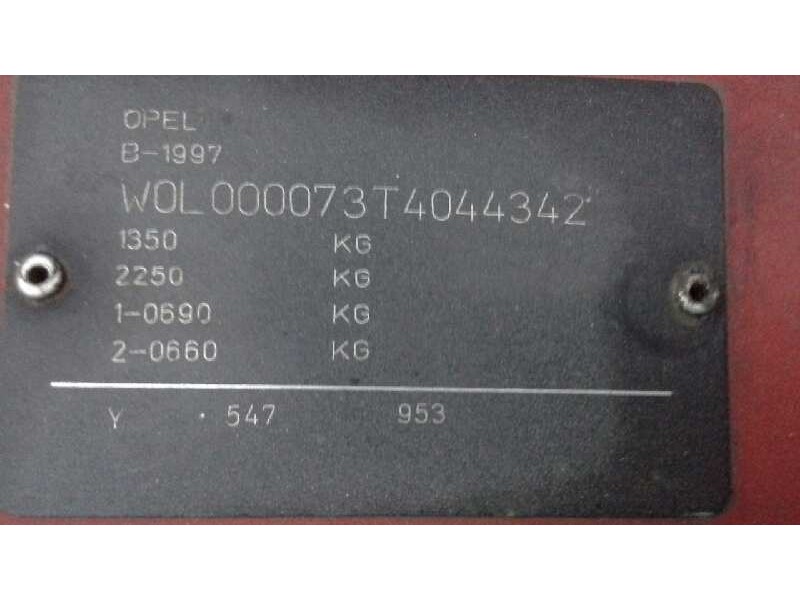 OPEL
B-1997
W0L000073T4044342
1350 KG
2250 KG
1-0690 KG
2-0660 KG
Y · 547 953